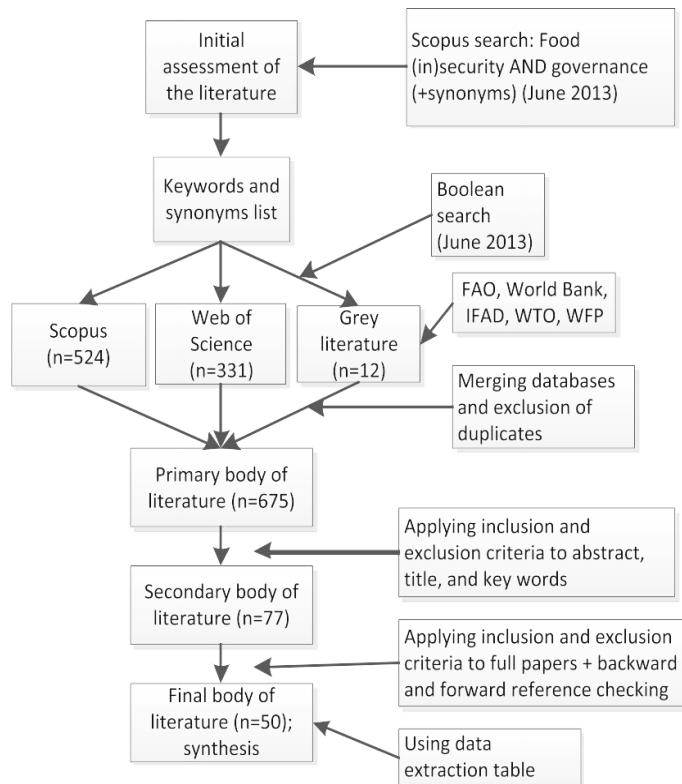 Initial
assessment of
the literature
Scopus search: Food
(in)security AND governance
(+synonyms) (June 2013)
Keywords and
synonyms list
Boolean
search
(June 2013)
Scopus
(n=524)
Web of
Science
(n=331)
Grey
literature
(n=12)
FAO, World Bank,
IFAD, WTO, WFP
Merging databases
and exclusion of
duplicates
Primary body of
literature (n=675)
Applying inclusion and
exclusion criteria to abstract,
title, and key words
Secondary body of
literature (n=77)
Applying inclusion and exclusion
criteria to full papers + backward
and forward reference checking
Final body of
literature (n=50);
synthesis
Using data
extraction table